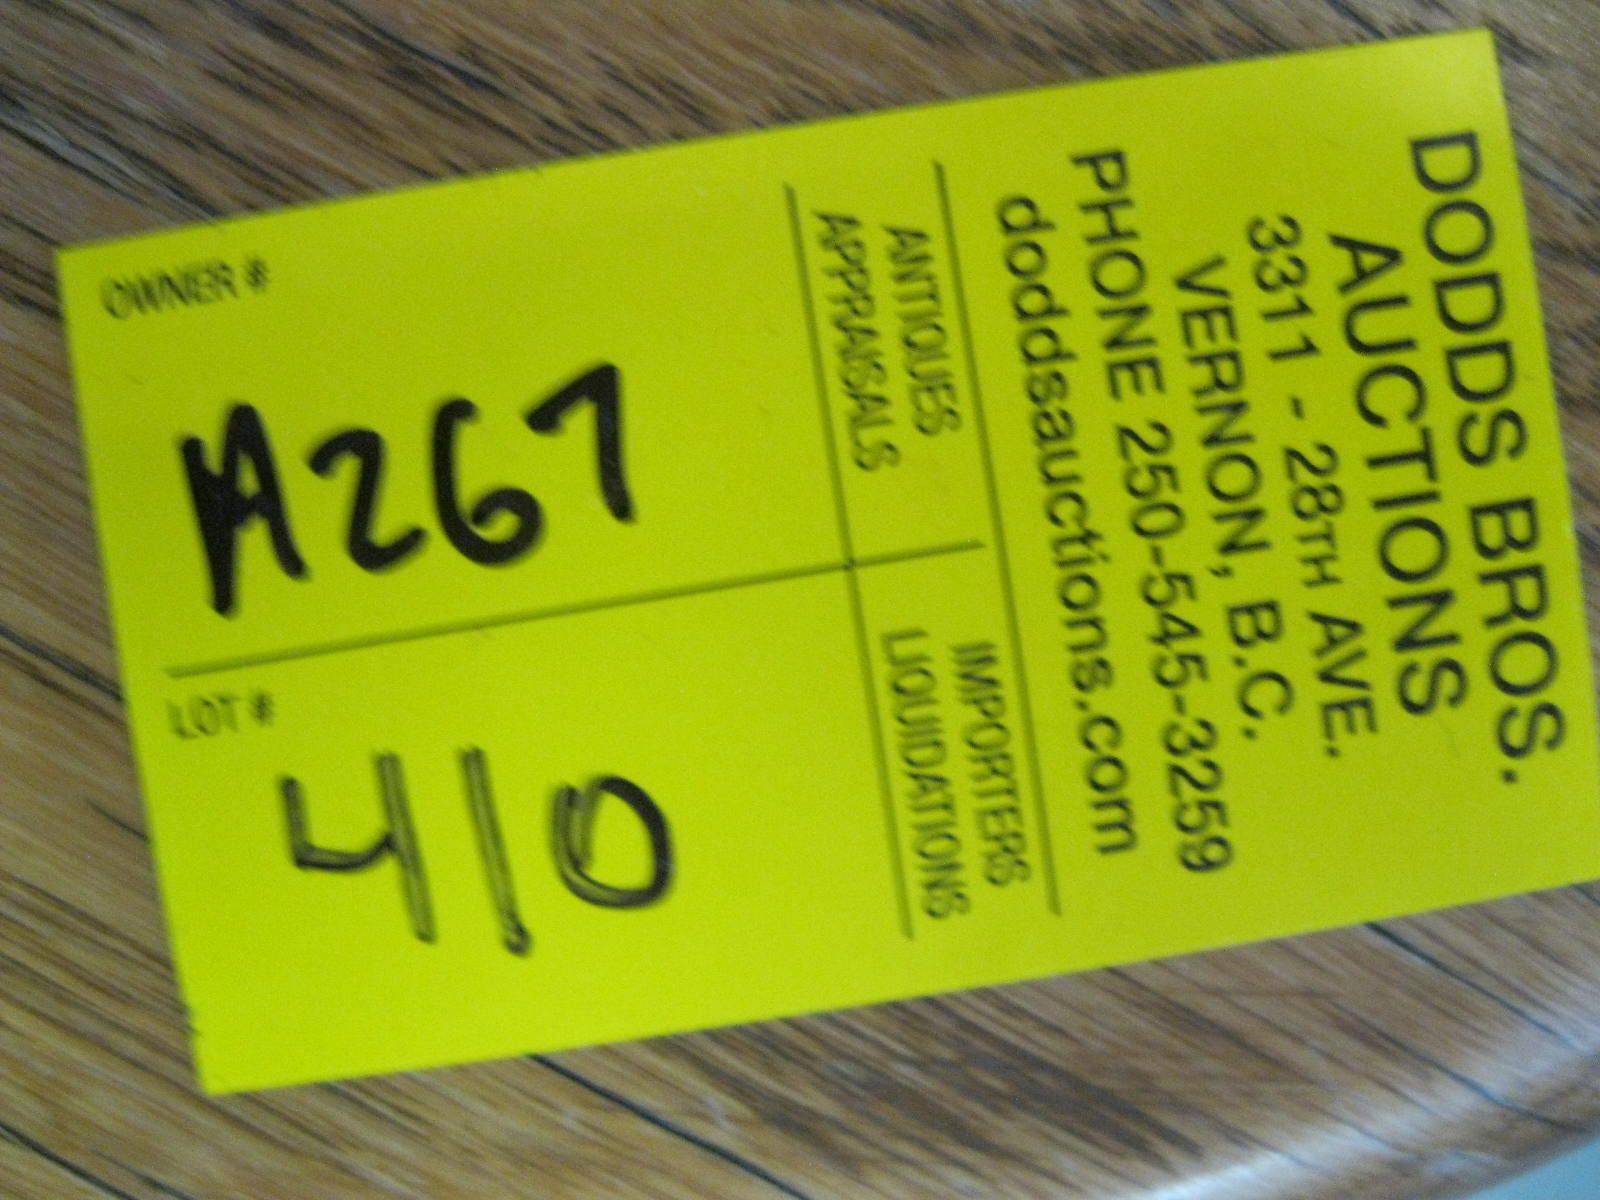 DODDS BROS.
AUCTIONS
3311 - 28TH AVE.
VERNON, B.C.
PHONE 250-545-3259
doddsauctions.com
ANTIQUES
APPRAISALS
IMPORTERS
LIQUIDATIONS
OWNER #
A267
LOT #
410